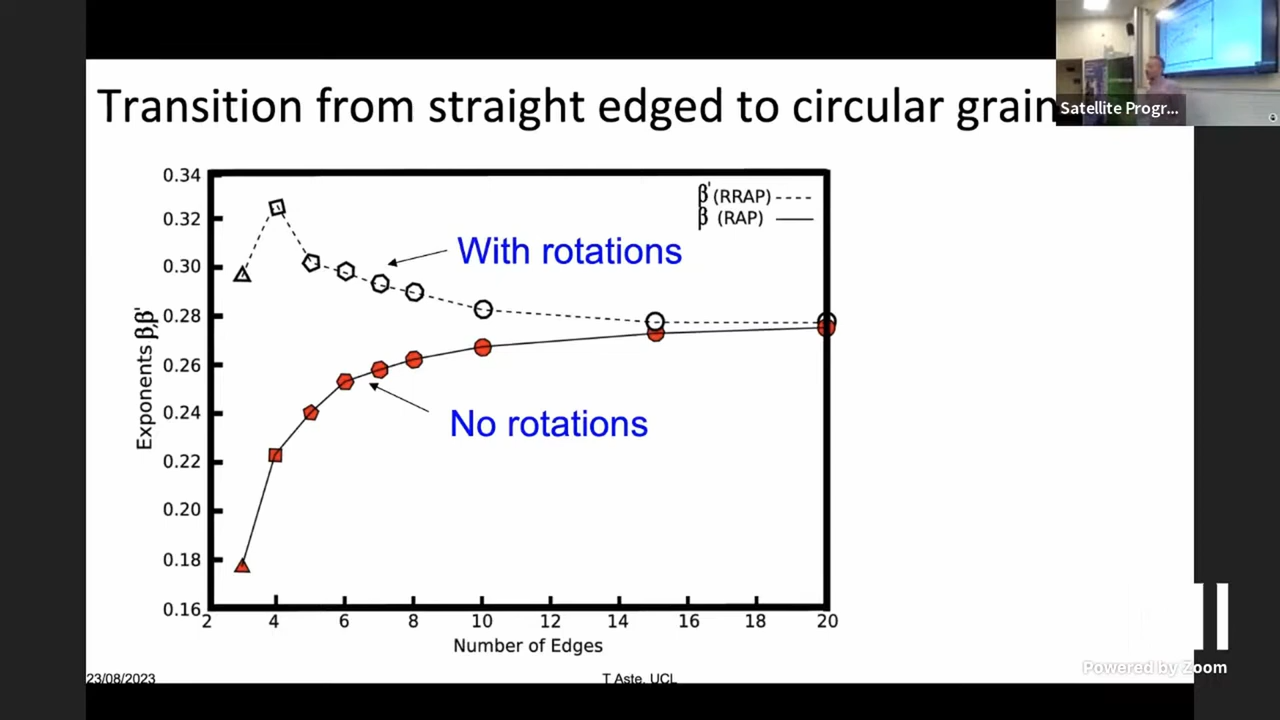 Transition from straight edged to circular grain
Satellite Progr...
0.34
0.32
0.30
0.28
0.26
0.24
0.22
0.20
0.18
0.16
Exponents β,β'
β'(RRAP)
β (RAP)
With rotations
No rotations
2 4 6 8 10 12 14 16 18 20
Number of Edges
23/08/2023
T Aste, UCL
Powered by Zoom